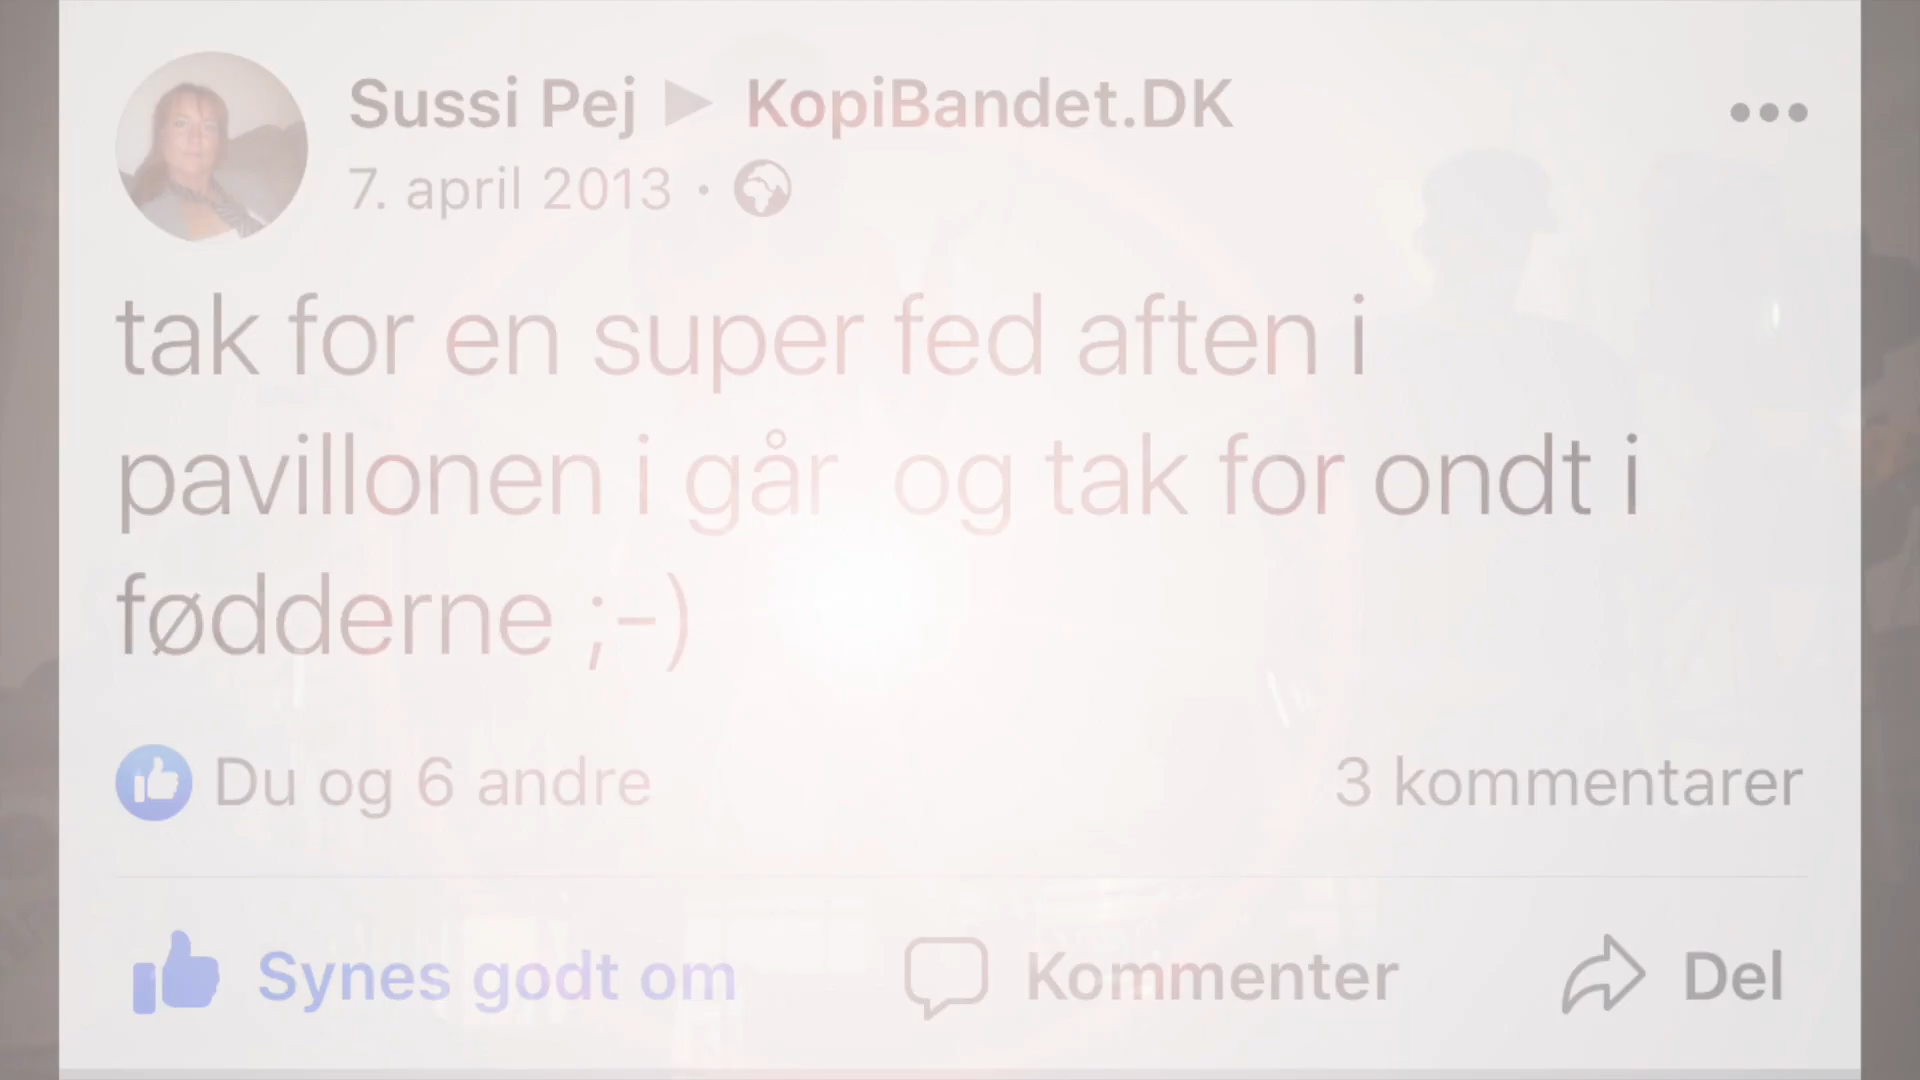 Sussi Pej ▶ KopiBandet.DK
7. april 2013 ·
tak for en super fed aften i
pavillonen i går og tak for ondt i
fødderne ;-)
Du og 6 andre
3 kommentarer
Synes godt om
Kommenter
Del